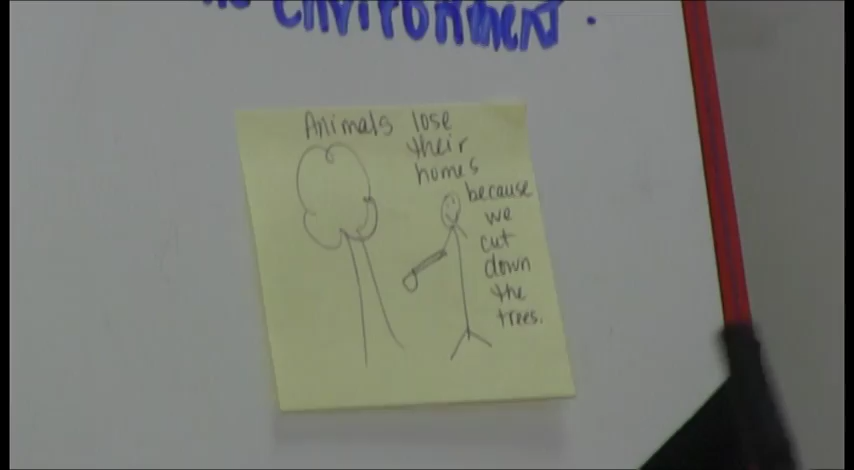 environment.
Animals lose
their
homes
because
we
cut
down
the
trees.